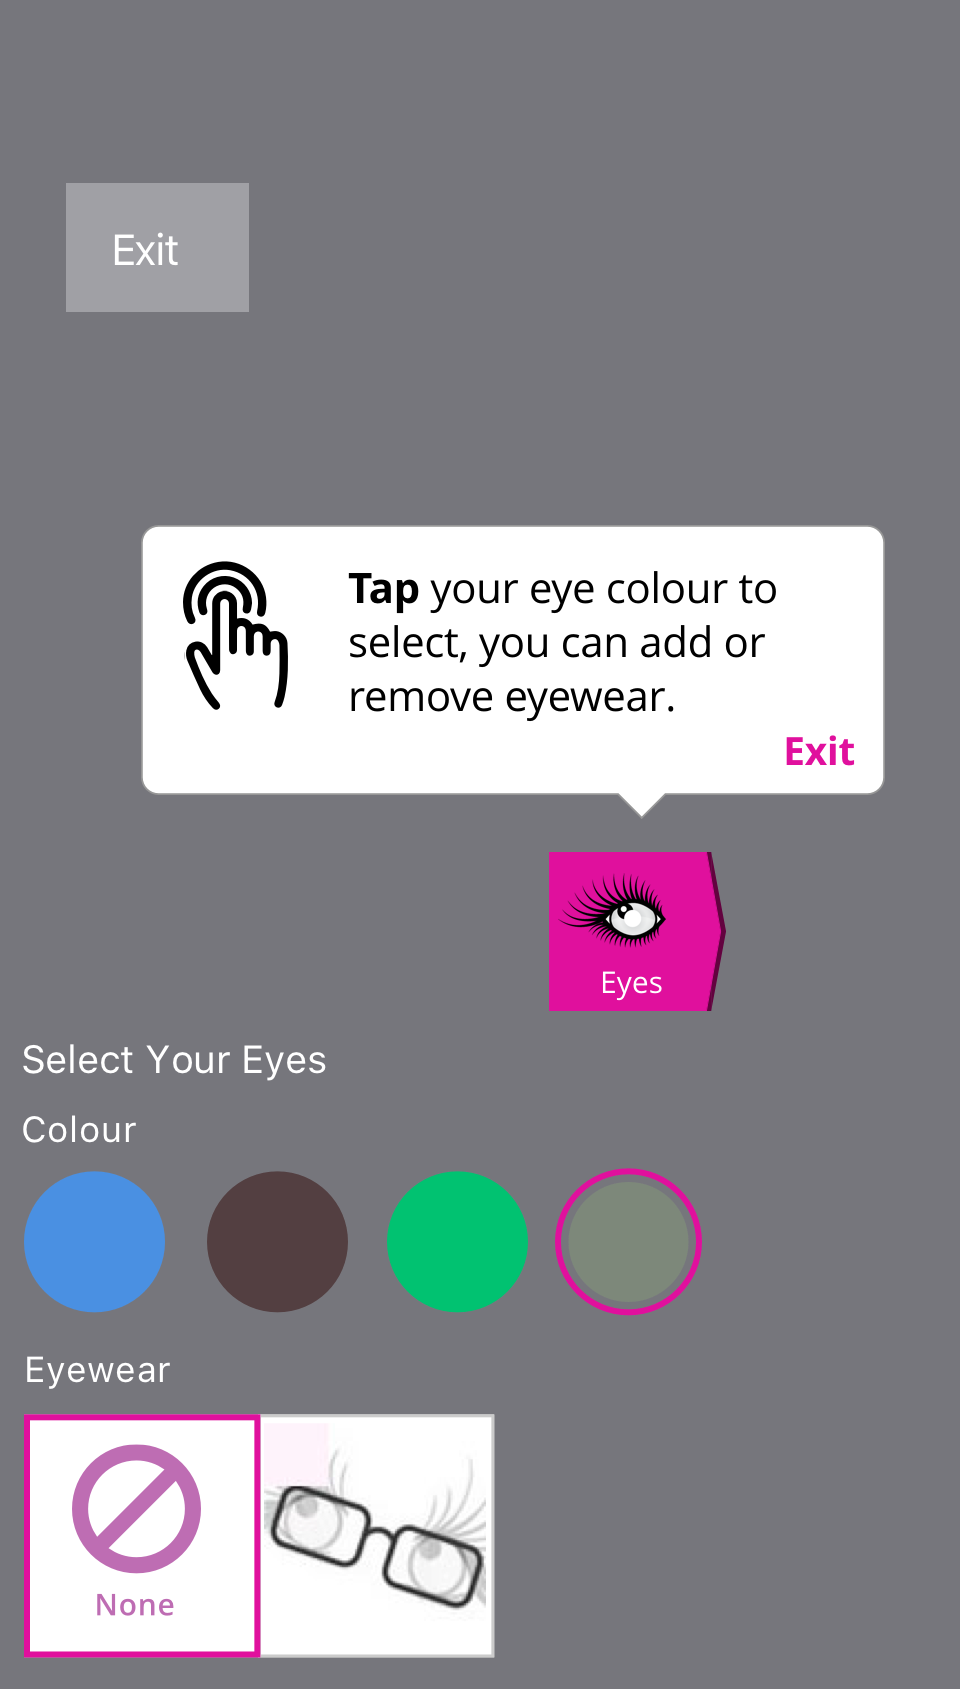 Exit
Tap your eye colour to
select, you can add or
remove eyewear.
Exit
Eyes
Select Your Eyes
Colour
Eyewear
None